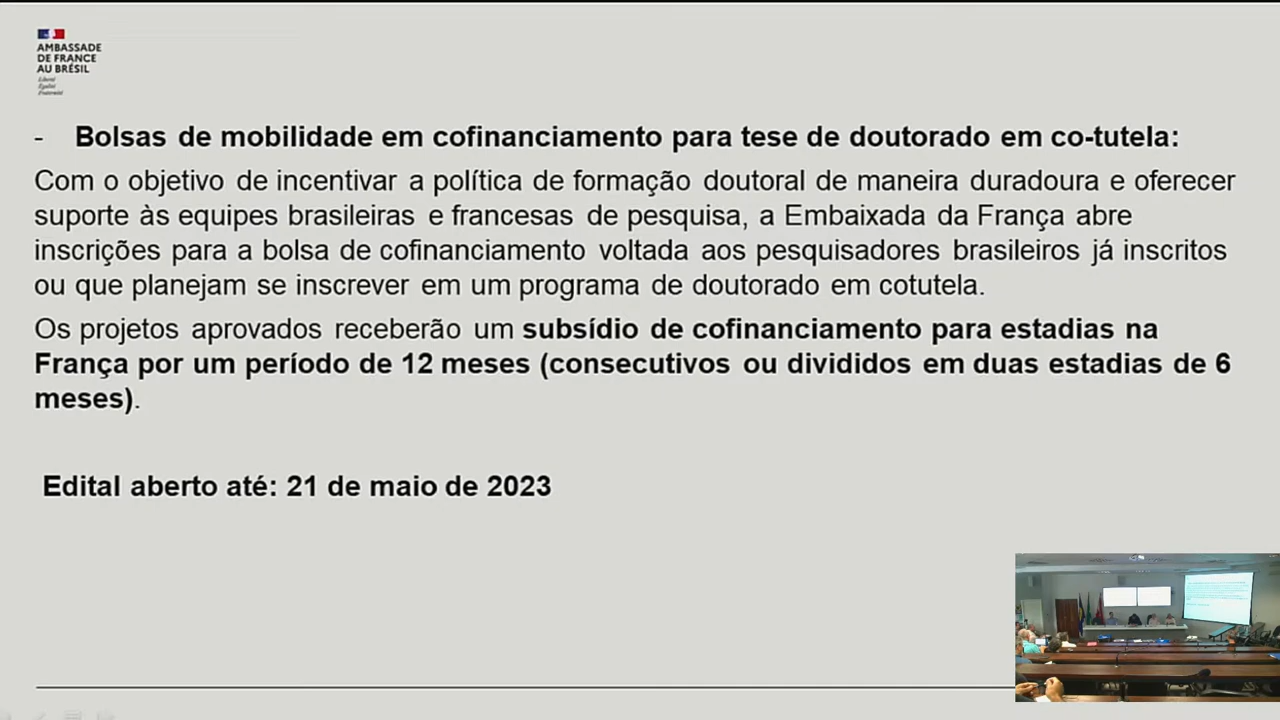 AMBASSADE
DE FRANCE
AU BRÉSIL
Liberté
Égalité
Fraternité
- Bolsas de mobilidade em cofinanciamento para tese de doutorado em co-tutela:
Com o objetivo de incentivar a política de formação doutoral de maneira duradoura e oferecer
suporte às equipes brasileiras e francesas de pesquisa, a Embaixada da França abre
inscrições para a bolsa de cofinanciamento voltada aos pesquisadores brasileiros já inscritos
ou que planejam se inscrever em um programa de doutorado em cotutela.
Os projetos aprovados receberão um subsídio de cofinanciamento para estadias na
França por um período de 12 meses (consecutivos ou divididos em duas estadias de 6
meses).
Edital aberto até: 21 de maio de 2023